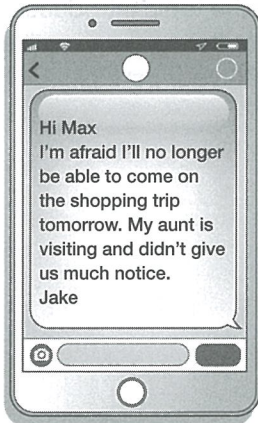 Hi Max
I'm afraid I'll no longer
be able to come on
the shopping trip
tomorrow. My aunt is
visiting and didn't give
us much notice.
Jake